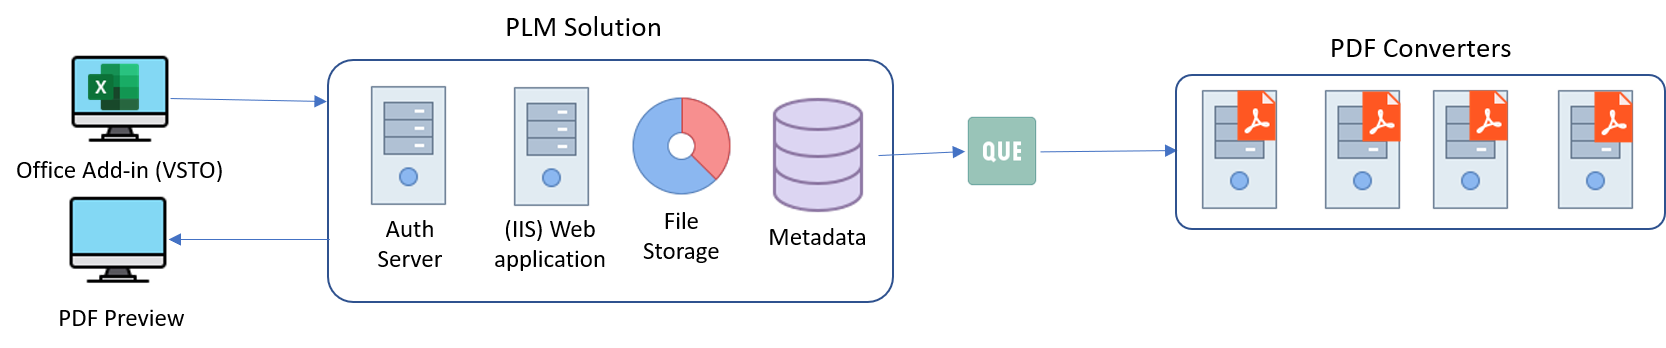 PLM Solution
PDF Converters
X
Office Add-in (VSTO)
QUE
Auth
Server
(IIS) Web
application
File
Storage
Metadata
PDF Preview